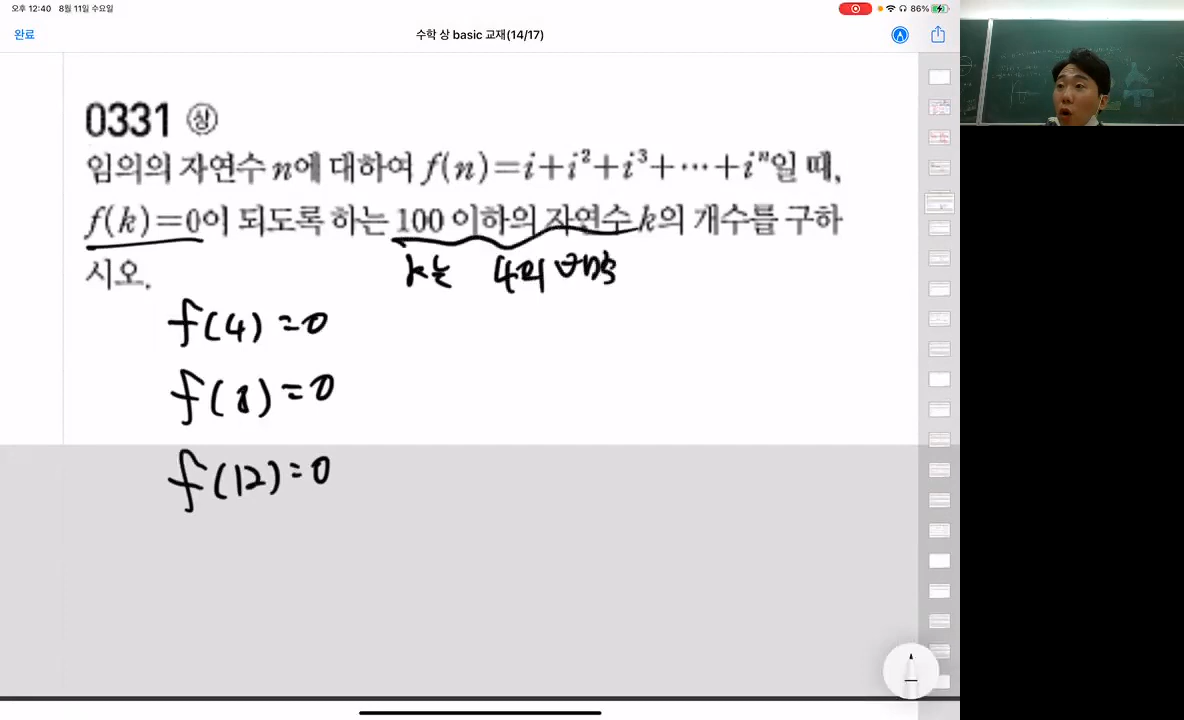 오후 12:40 8월 11일 수요일
86%
완료
수학 상 basic 교재(14/17)
0331 상
임의의 자연수 n에 대하여 f(n)=i+i²+i³+⋯+iⁿ일 때,
f(k)=0이 되도록 하는 100 이하의 자연수 k의 개수를 구하
시오.
k는 4의 배수
f(4)=0
f(8)=0
f(12)=0